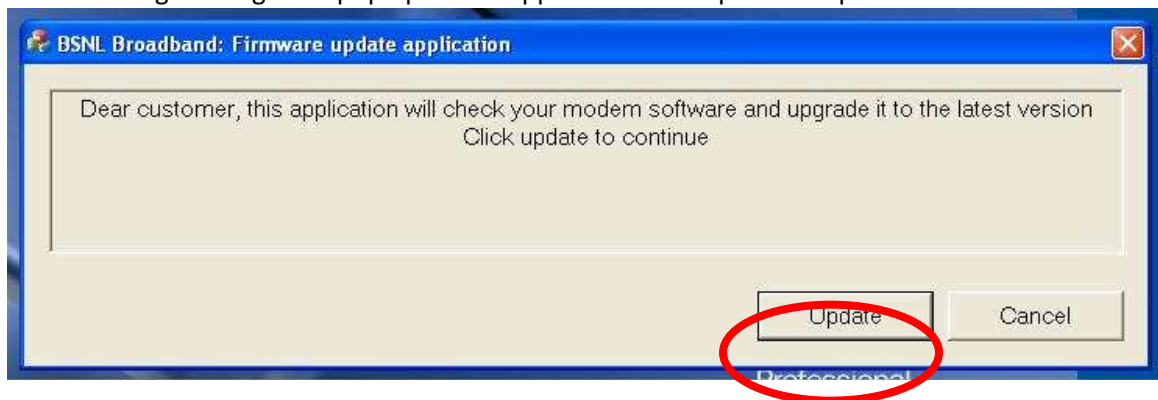 BSNL Broadband: Firmware update application
Dear customer, this application will check your modem software and upgrade it to the latest version
Click update to continue
Update Cancel
Professional